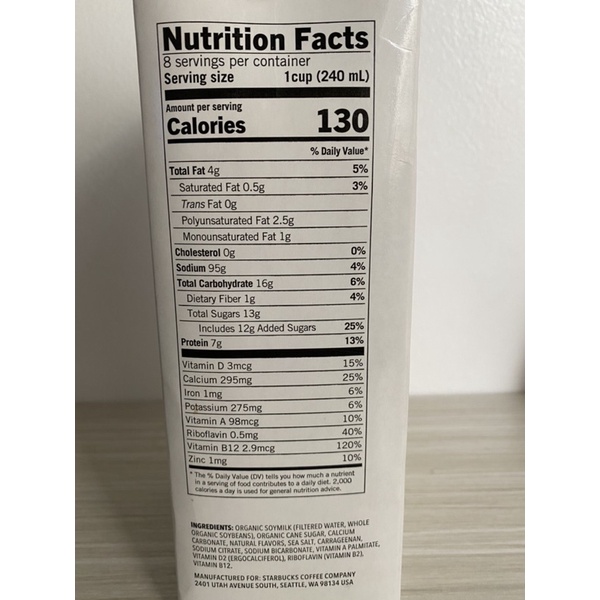 Nutrition Facts
8 servings per container
Serving size 1cup (240 mL)
Amount per serving
Calories 130
% Daily Value*
Total Fat 4g 5%
Saturated Fat 0.5g 3%
Trans Fat 0g
Polyunsaturated Fat 2.5g
Monounsaturated Fat 1g
Cholesterol 0g 0%
Sodium 95g 4%
Total Carbohydrate 16g 6%
Dietary Fiber 1g 4%
Total Sugars 13g
Includes 12g Added Sugars 25%
Protein 7g 13%
Vitamin D 3mcg 15%
Calcium 295mg 25%
Iron 1mg 6%
Potassium 275mg 6%
Vitamin A 98mcg 10%
Riboflavin 0.5mg 40%
Vitamin B12 2.9mcg 120%
Zinc 1mg 10%
* The % Daily Value (DV) tells you how much a nutrient
in a serving of food contributes to a daily diet. 2,000
calories a day is used for general nutrition advice.
INGREDIENTS: ORGANIC SOYMILK (FILTERED WATER, WHOLE
ORGANIC SOYBEANS), ORGANIC CANE SUGAR, CALCIUM
CARBONATE, NATURAL FLAVORS, SEA SALT, CARRAGEENAN,
SODIUM CITRATE, SODIUM BICARBONATE, VITAMIN A PALMITATE,
VITAMIN D2 (ERGOCALCIFEROL), RIBOFLAVIN (VITAMIN B2),
VITAMIN B12.
MANUFACTURED FOR: STARBUCKS COFFEE COMPANY
2401 UTAH AVENUE SOUTH, SEATTLE, WA 98134 USA